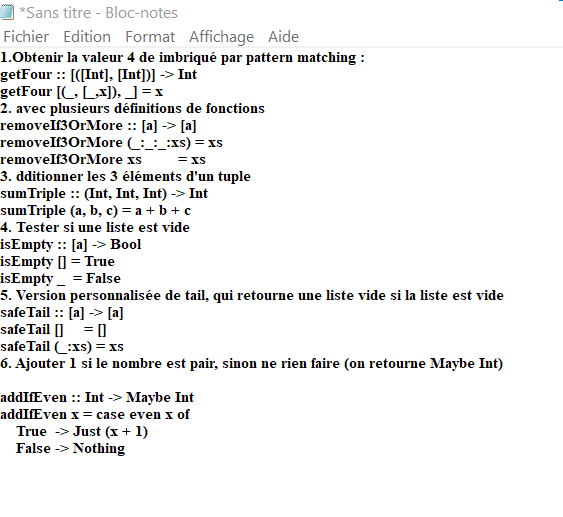 *Sans titre - Bloc-notes
Fichier Edition Format Affichage Aide
1.Obtenir la valeur 4 de imbriqué par pattern matching :
getFour :: [([Int], [Int])] -> Int
getFour [(_, [_,x]), _] = x
2. avec plusieurs définitions de fonctions
removeIf3OrMore :: [a] -> [a]
removeIf3OrMore (_:_:_:xs) = xs
removeIf3OrMore xs         = xs
3. dditionner les 3 éléments d'un tuple
sumTriple :: (Int, Int, Int) -> Int
sumTriple (a, b, c) = a + b + c
4. Tester si une liste est vide
isEmpty :: [a] -> Bool
isEmpty [] = True
isEmpty _  = False
5. Version personnalisée de tail, qui retourne une liste vide si la liste est vide
safeTail :: [a] -> [a]
safeTail []     = []
safeTail (_:xs) = xs
6. Ajouter 1 si le nombre est pair, sinon ne rien faire (on retourne Maybe Int)
addIfEven :: Int -> Maybe Int
addIfEven x = case even x of
    True  -> Just (x + 1)
    False -> Nothing